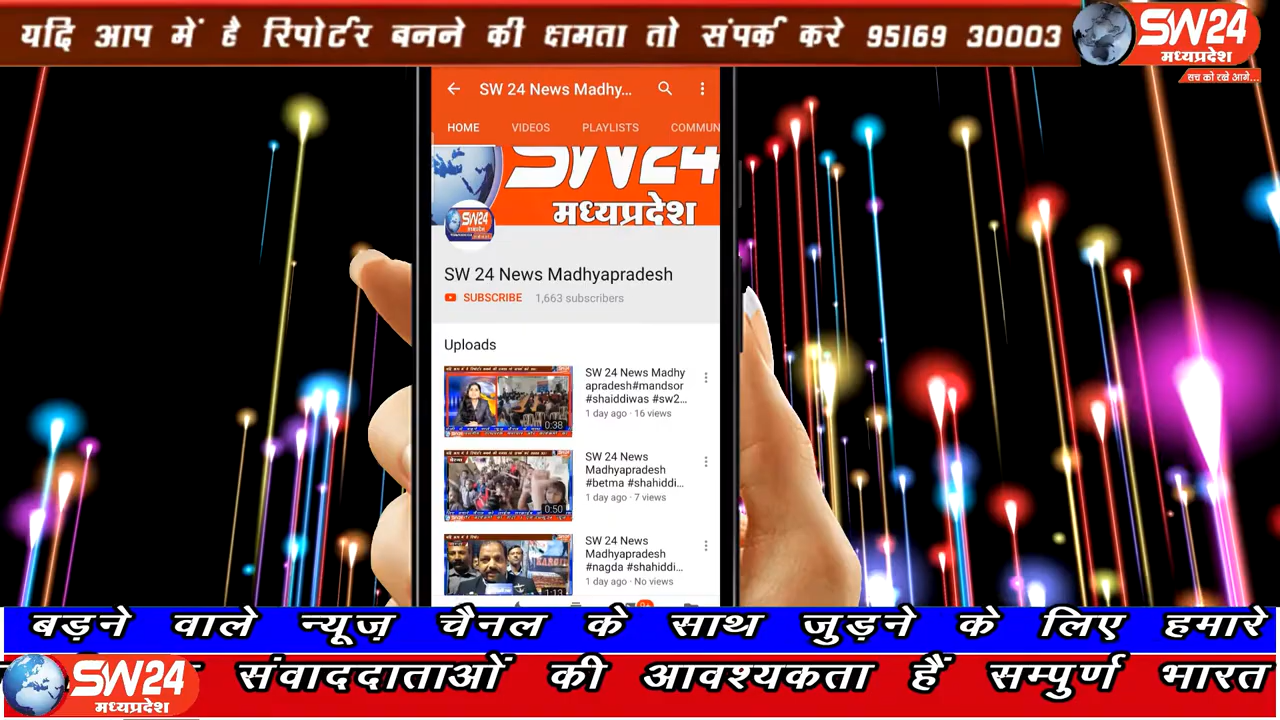 यदि आप में है रिपोर्टर बनने की क्षमता तो संपर्क करे 95169 30003
SW24
मध्यप्रदेश
सच को रखे आगे...
SW 24 News Madhy...
HOME VIDEOS PLAYLISTS COMMUN
SW24
मध्यप्रदेश
SW24
SW 24 News Madhyapradesh
SUBSCRIBE 1,663 subscribers
Uploads
SW 24 News Madhy
apradesh#mandsor
#shaiddiwas #sw2...
1 day ago · 16 views
0:38
SW 24 News
Madhyapradesh
#betma #shahiddi...
1 day ago · 7 views
0:50
SW 24 News
Madhyapradesh
#nagda #shahiddi...
1 day ago · No views
1:13
बड़ने वाले न्यूज़ चैनल के साथ जुड़ने के लिए हमारे
संवाददाताओं की आवश्यकता हैं सम्पुर्ण भारत
SW24
मध्यप्रदेश